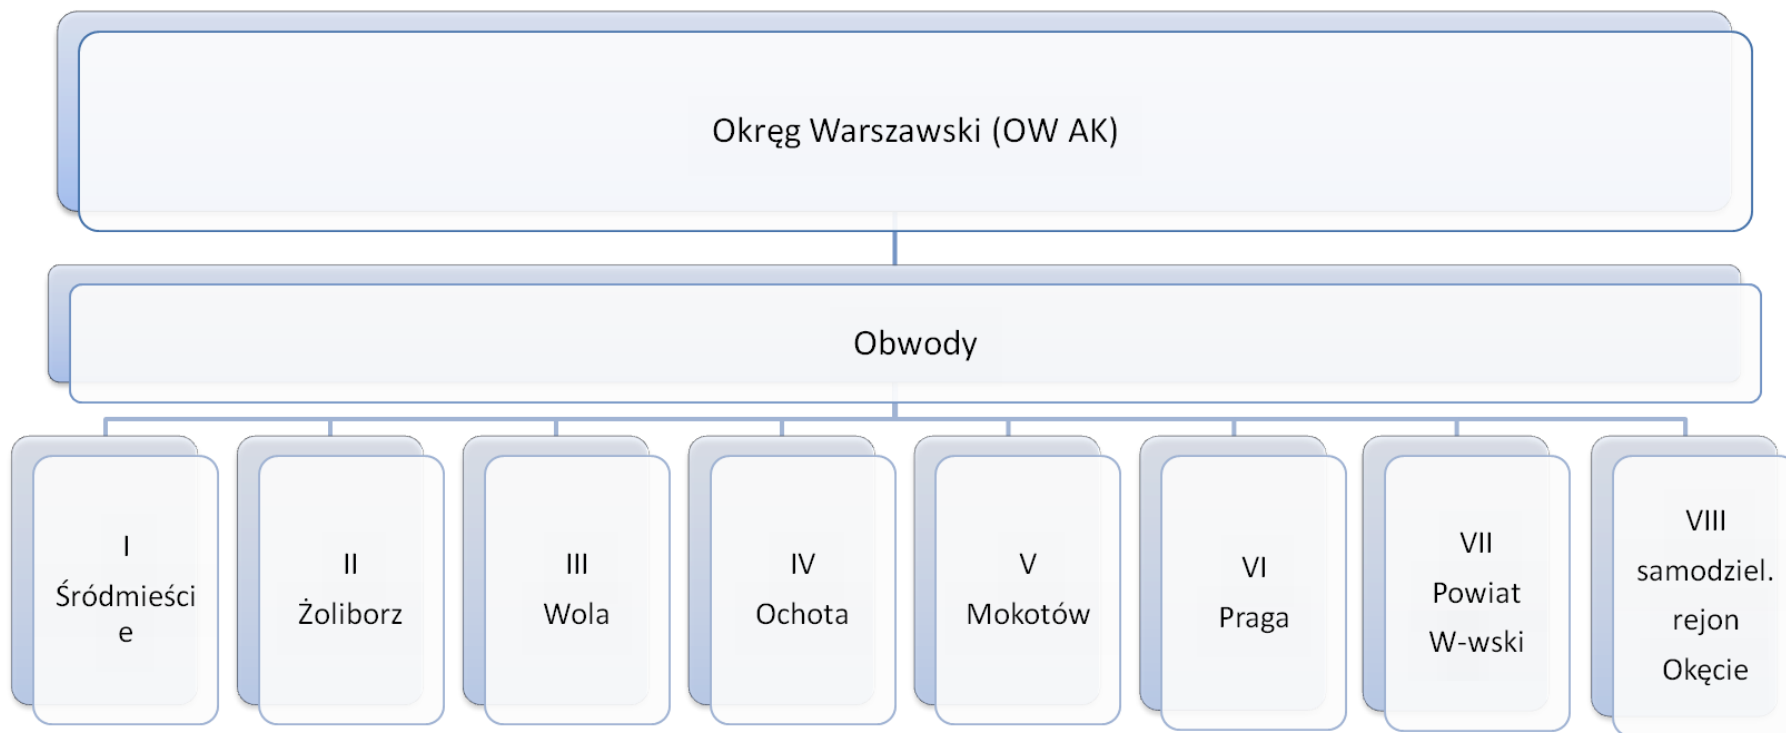 Okręg Warszawski (OW AK)
Obwody
I
Śródmieści
e
II
Żoliborz
III
Wola
IV
Ochota
V
Mokotów
VI
Praga
VII
Powiat
W-wski
VIII
samodziel.
rejon
Okęcie